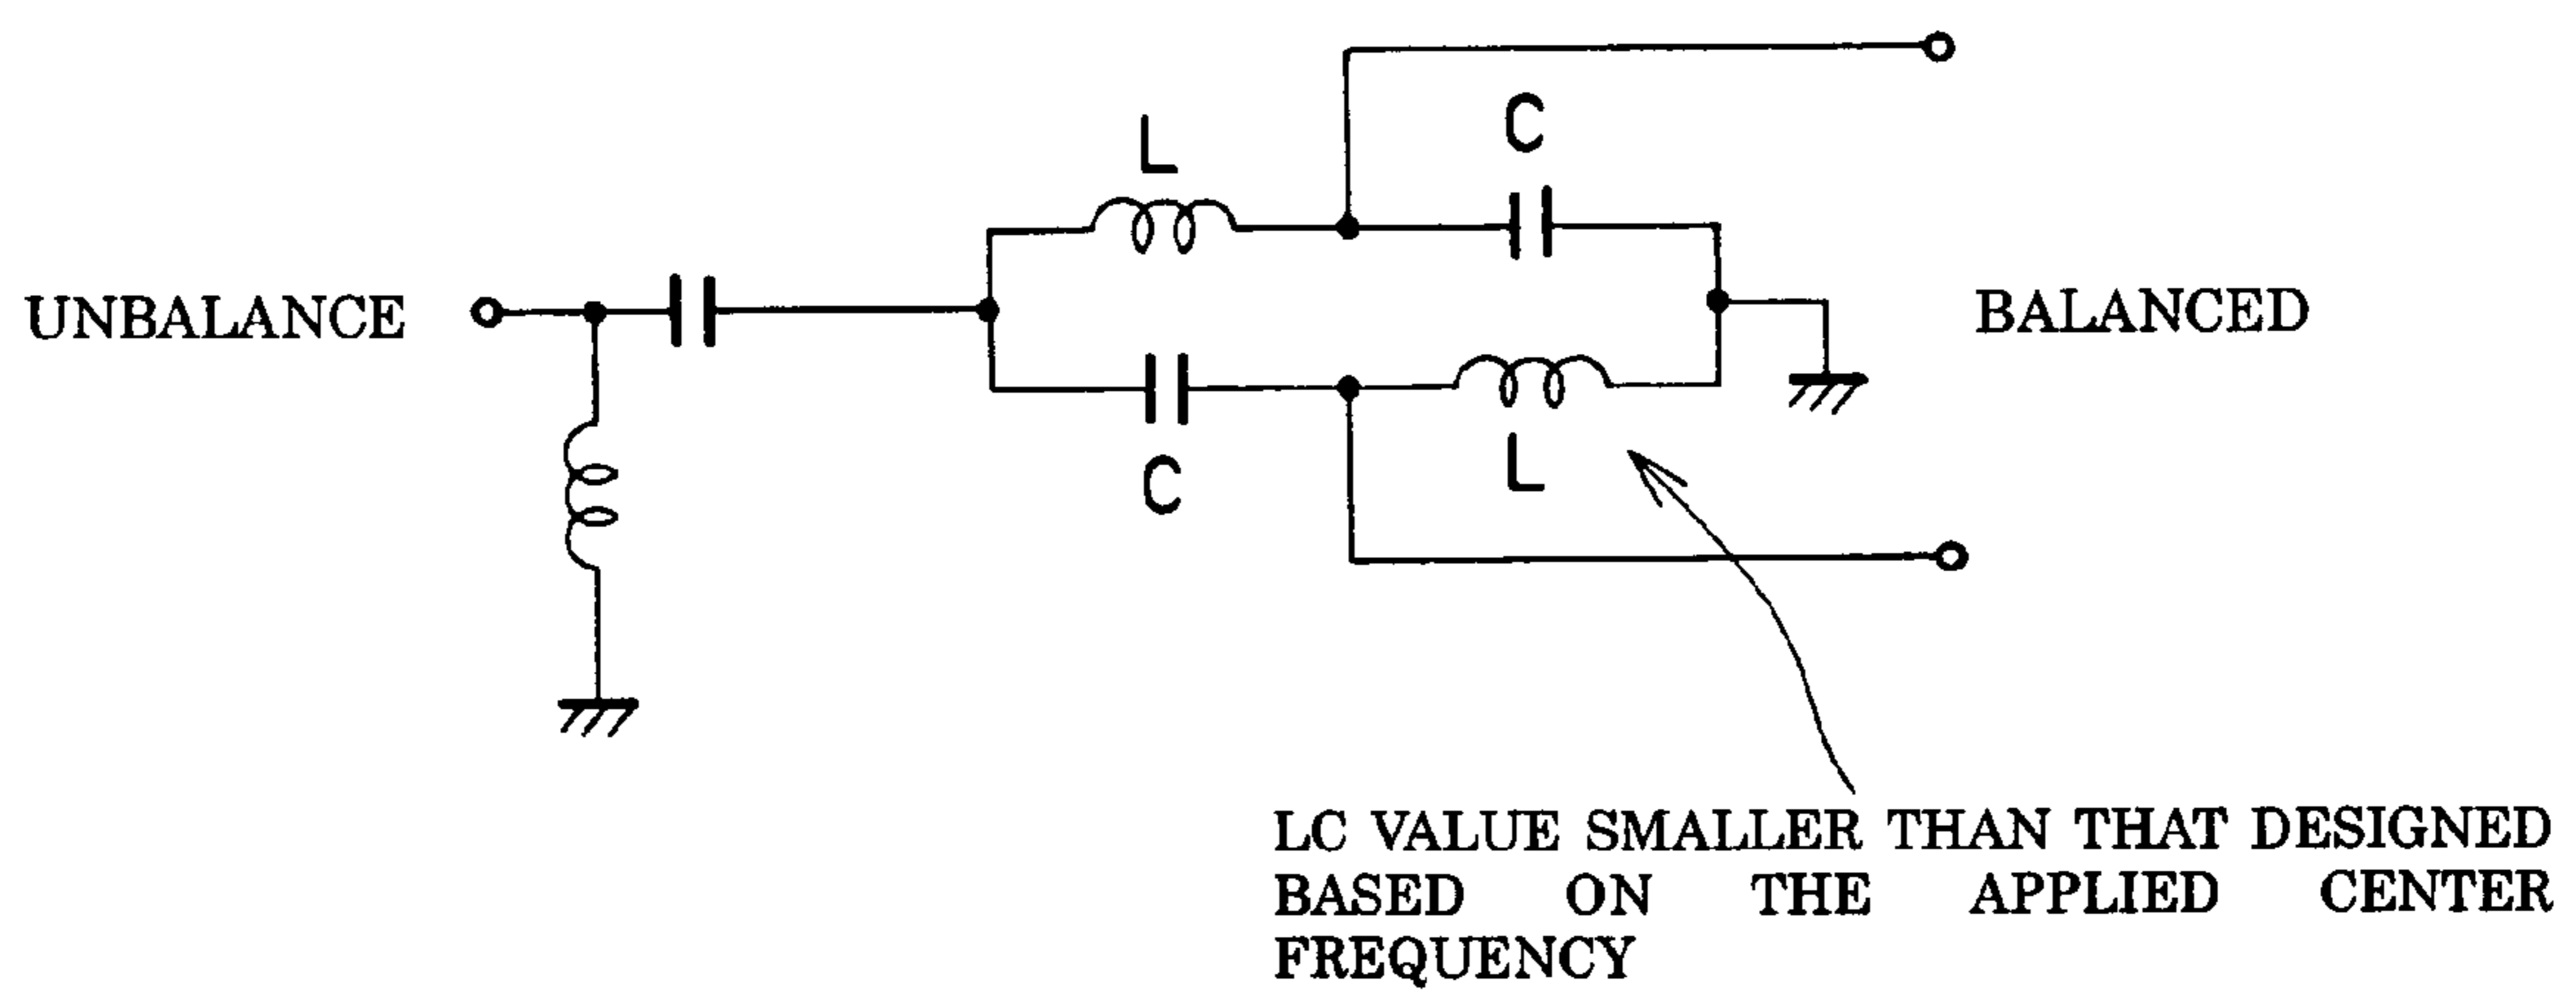 L
C
UNBALANCE
BALANCED
C
L
LC VALUE SMALLER THAN THAT DESIGNED
BASED ON THE APPLIED CENTER
FREQUENCY